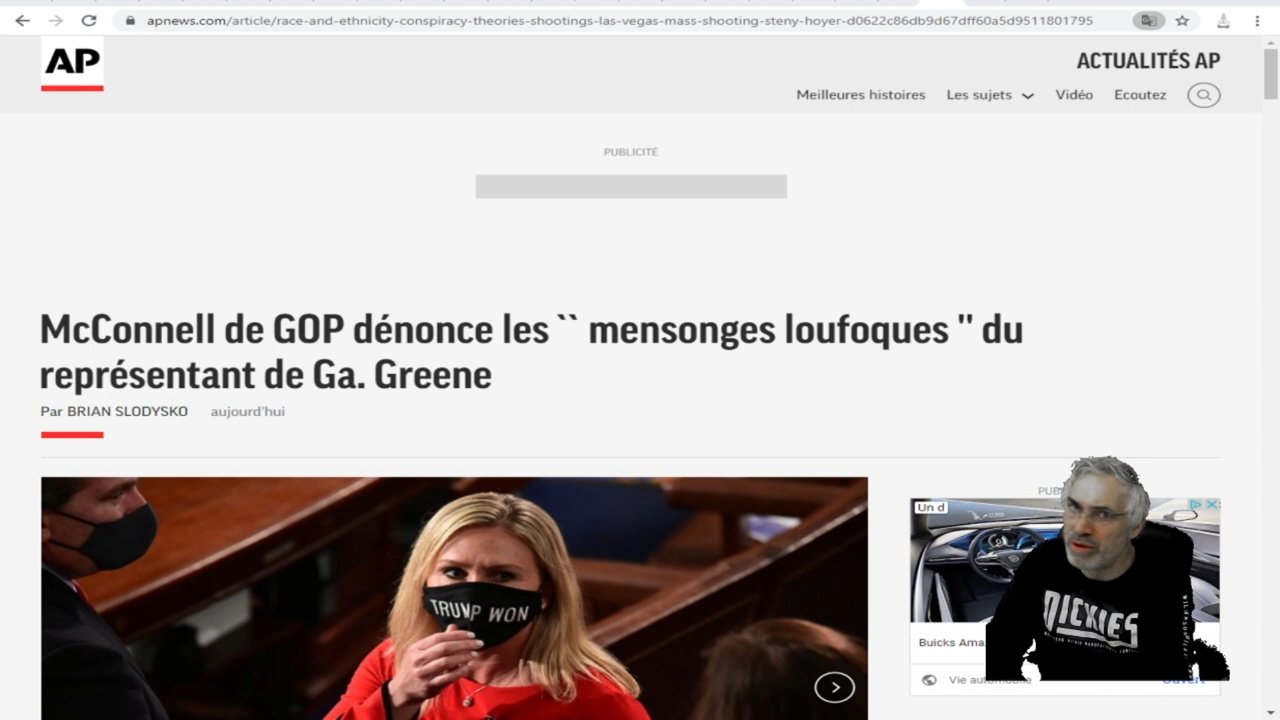 apnews.com/article/race-and-ethnicity-conspiracy-theories-shootings-las-vegas-mass-shooting-steny-hoyer-d0622c86db9d67dff60a5d9511801795
AP
ACTUALITÉS AP
Meilleures histoires Les sujets Vidéo Ecoutez
PUBLICITÉ
McConnell de GOP dénonce les `` mensonges loufoques '' du
représentant de Ga. Greene
Par BRIAN SLODYSKO aujourd'hui
TRUMP WON
Un d
DICKIES
Buicks Ama
Vie automobile
Ouvert